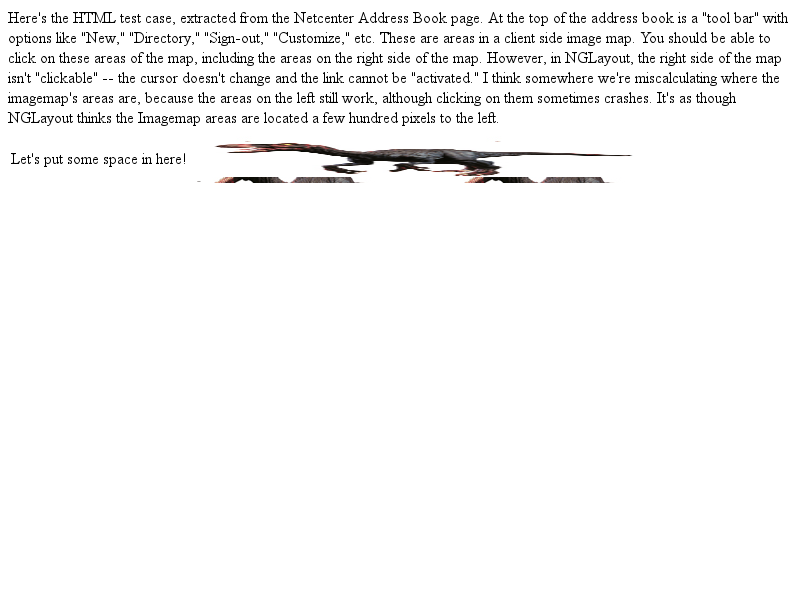 Here's the HTML test case, extracted from the Netcenter Address Book page. At the top of the address book is a "tool bar" with
options like "New," "Directory," "Sign-out," "Customize," etc. These are areas in a client side image map. You should be able to
click on these areas of the map, including the areas on the right side of the map. However, in NGLayout, the right side of the map
isn't "clickable" -- the cursor doesn't change and the link cannot be "activated." I think somewhere we're miscalculating where the
imagemap's areas are, because the areas on the left still work, although clicking on them sometimes crashes. It's as though
NGLayout thinks the Imagemap areas are located a few hundred pixels to the left.
Let's put some space in here!